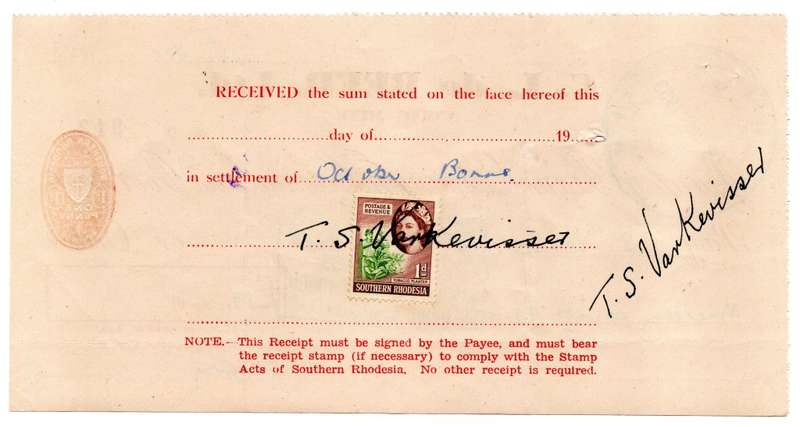 RECEIVED the sum stated on the face hereof this
day of 19
in settlement of October Bonus.
POSTAGE & REVENUE
T. S. VanKevisser
1d
TOBACCO PLANTER
SOUTHERN RHODESIA
T. S. VanKevisser
NOTE.—This Receipt must be signed by the Payee, and must bear
the receipt stamp (if necessary) to comply with the Stamp
Acts of Southern Rhodesia. No other receipt is required.